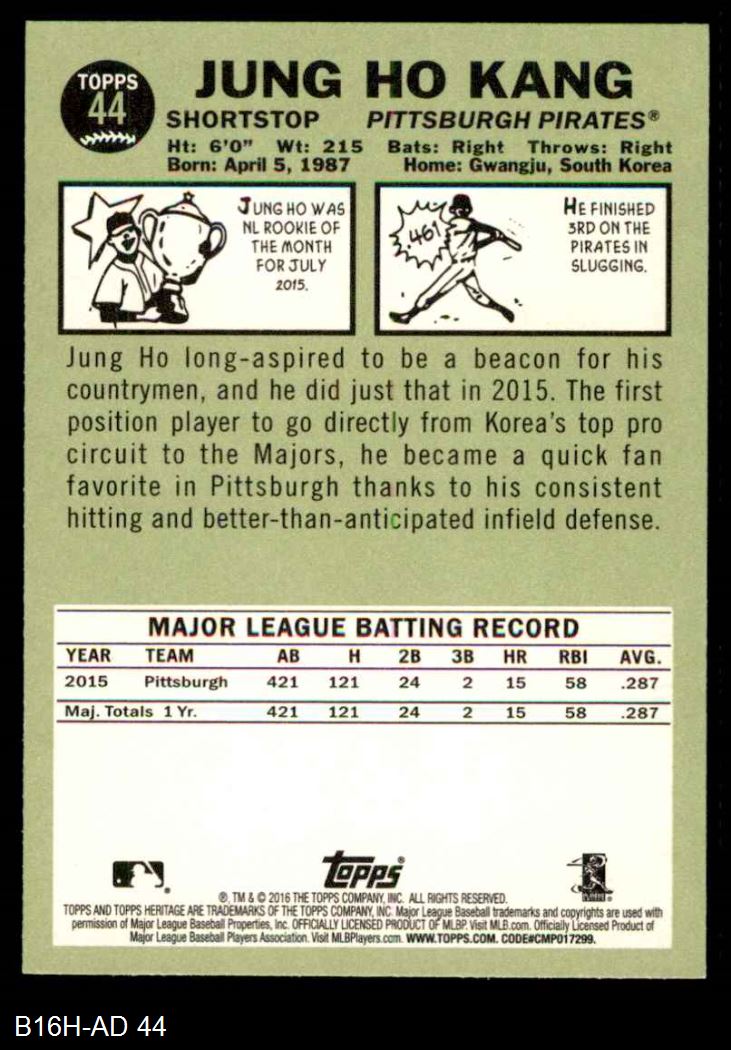 TOPPS
44
JUNG HO KANG
SHORTSTOP PITTSBURGH PIRATES®
Ht: 6'0" Wt: 215 Bats: Right Throws: Right
Born: April 5, 1987 Home: Gwangju, South Korea
JUNG HO WAS
NL ROOKIE OF
THE MONTH
FOR JULY
2015.
.461
HE FINISHED
3RD ON THE
PIRATES IN
SLUGGING.
Jung Ho long-aspired to be a beacon for his
countrymen, and he did just that in 2015. The first
position player to go directly from Korea's top pro
circuit to the Majors, he became a quick fan
favorite in Pittsburgh thanks to his consistent
hitting and better-than-anticipated infield defense.
MAJOR LEAGUE BATTING RECORD
YEAR TEAM AB H 2B 3B HR RBI AVG.
2015 Pittsburgh 421 121 24 2 15 58 .287
Maj. Totals 1 Yr. 421 121 24 2 15 58 .287
Topps®
®, TM & © 2016 THE TOPPS COMPANY, INC. ALL RIGHTS RESERVED.
TOPPS AND TOPPS HERITAGE ARE TRADEMARKS OF THE TOPPS COMPANY, INC. Major League Baseball trademarks and copyrights are used with
permission of Major League Baseball Properties, Inc. OFFICIALLY LICENSED PRODUCT OF MLBP. Visit MLB.com. Officially Licensed Product of
Major League Baseball Players Association. Visit MLBPlayers.com. WWW.TOPPS.COM. CODE#CMP017299.
B16H-AD 44